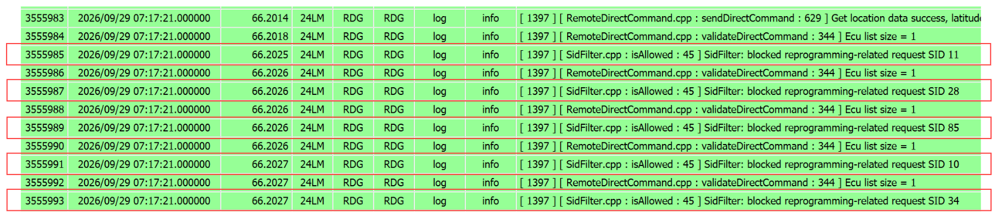 3555983 2026/09/29 07:17:21.000000 66.2014 24LM RDG RDG log info [ 1397 ] [ RemoteDirectCommand.cpp : sendDirectCommand : 629 ] Get location data success, latitude
3555984 2026/09/29 07:17:21.000000 66.2018 24LM RDG RDG log info [ 1397 ] [ RemoteDirectCommand.cpp : validateDirectCommand : 344 ] Ecu list size = 1
3555985 2026/09/29 07:17:21.000000 66.2025 24LM RDG RDG log info [ 1397 ] [ SidFilter.cpp : isAllowed : 45 ] SidFilter: blocked reprogramming-related request SID 11
3555986 2026/09/29 07:17:21.000000 66.2026 24LM RDG RDG log info [ 1397 ] [ RemoteDirectCommand.cpp : validateDirectCommand : 344 ] Ecu list size = 1
3555987 2026/09/29 07:17:21.000000 66.2026 24LM RDG RDG log info [ 1397 ] [ SidFilter.cpp : isAllowed : 45 ] SidFilter: blocked reprogramming-related request SID 28
3555988 2026/09/29 07:17:21.000000 66.2026 24LM RDG RDG log info [ 1397 ] [ RemoteDirectCommand.cpp : validateDirectCommand : 344 ] Ecu list size = 1
3555989 2026/09/29 07:17:21.000000 66.2026 24LM RDG RDG log info [ 1397 ] [ SidFilter.cpp : isAllowed : 45 ] SidFilter: blocked reprogramming-related request SID 85
3555990 2026/09/29 07:17:21.000000 66.2026 24LM RDG RDG log info [ 1397 ] [ RemoteDirectCommand.cpp : validateDirectCommand : 344 ] Ecu list size = 1
3555991 2026/09/29 07:17:21.000000 66.2027 24LM RDG RDG log info [ 1397 ] [ SidFilter.cpp : isAllowed : 45 ] SidFilter: blocked reprogramming-related request SID 10
3555992 2026/09/29 07:17:21.000000 66.2027 24LM RDG RDG log info [ 1397 ] [ RemoteDirectCommand.cpp : validateDirectCommand : 344 ] Ecu list size = 1
3555993 2026/09/29 07:17:21.000000 66.2027 24LM RDG RDG log info [ 1397 ] [ SidFilter.cpp : isAllowed : 45 ] SidFilter: blocked reprogramming-related request SID 34